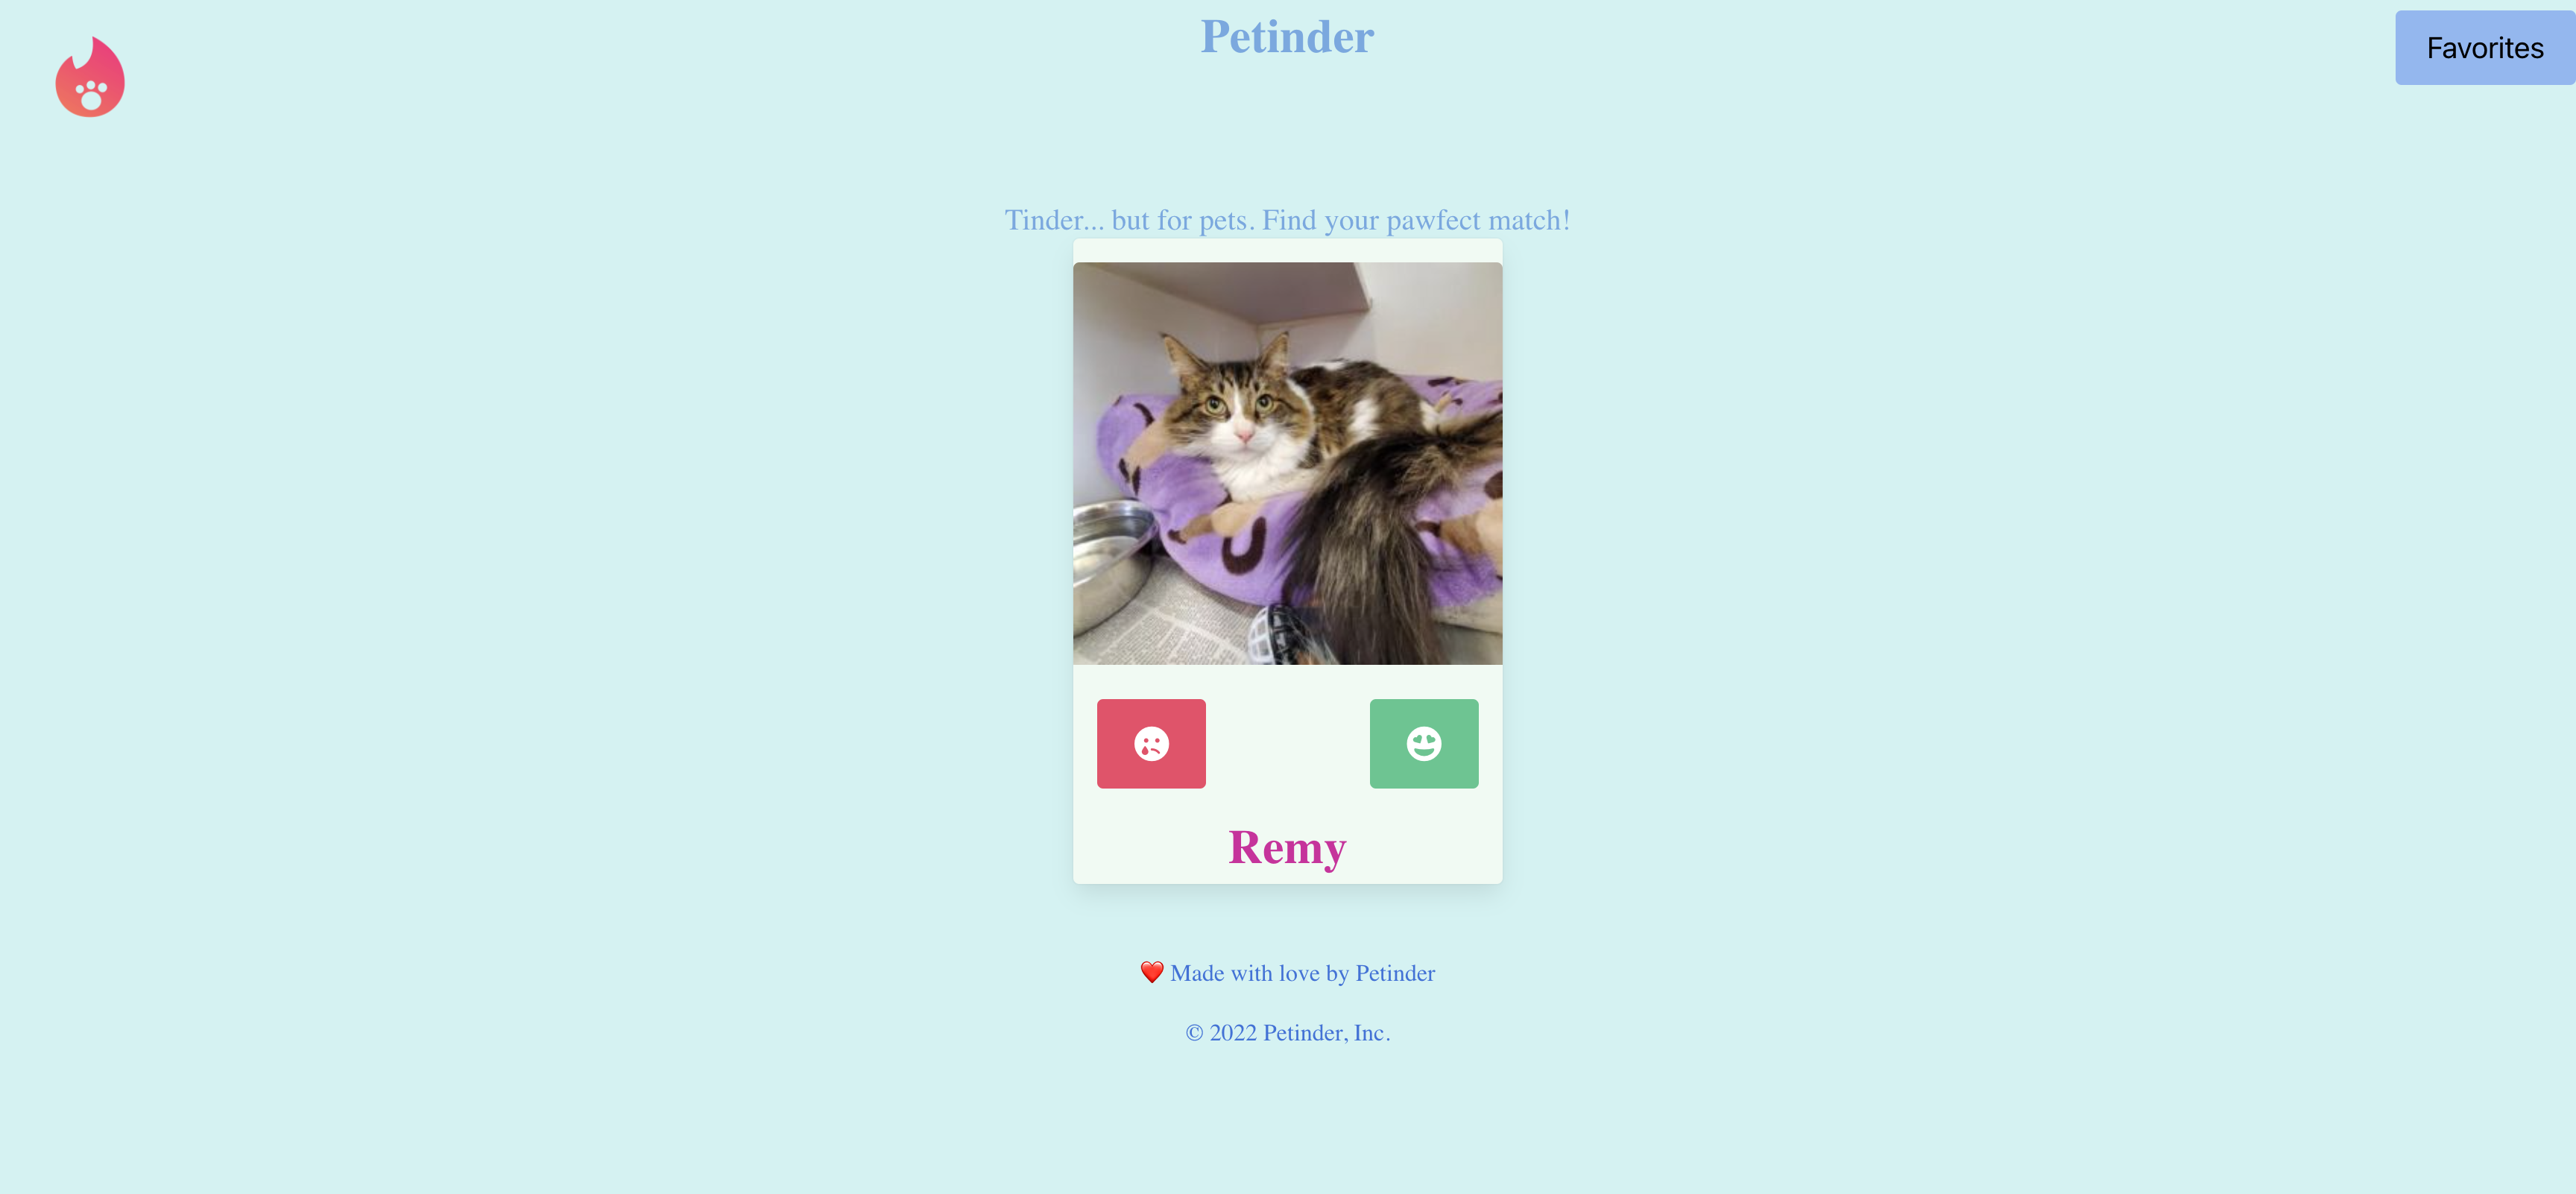 Petinder
Favorites
Tinder... but for pets. Find your pawfect match!
Remy
❤️ Made with love by Petinder
© 2022 Petinder, Inc.